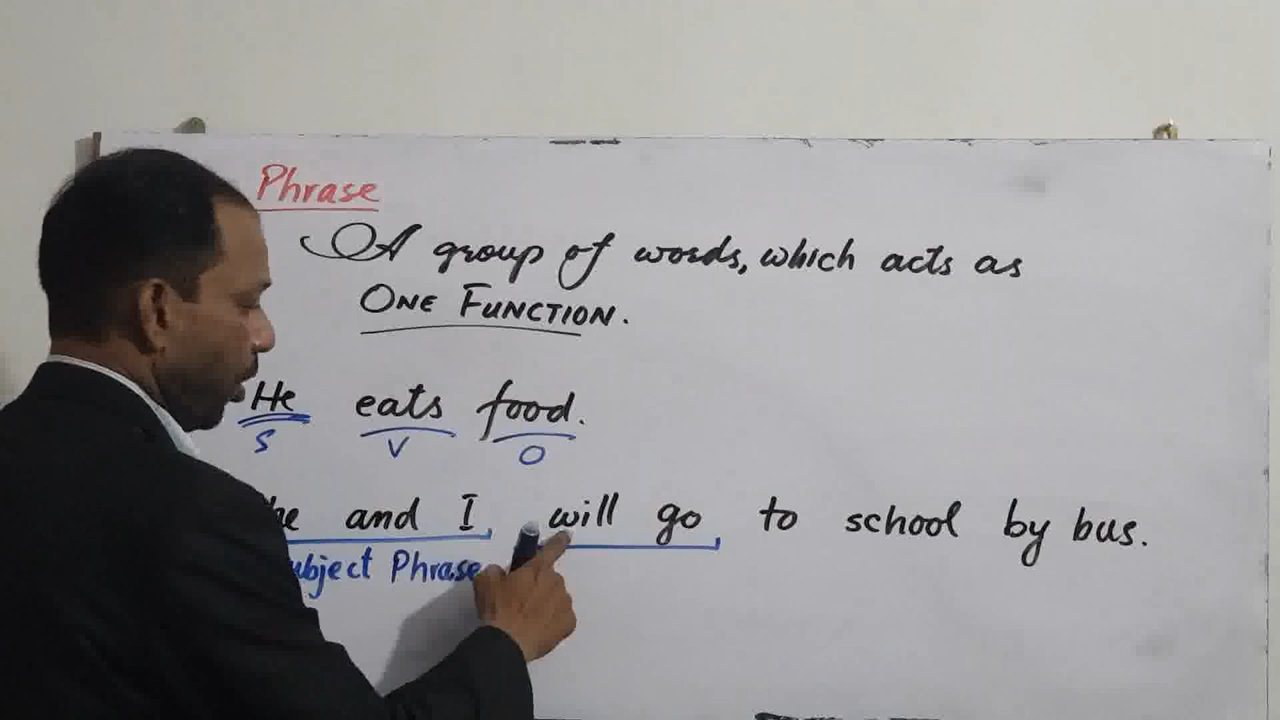 Phrase
A group of words, which acts as
ONE FUNCTION.
He eats food.
S V O
and I will go to school by bus.
Phrase